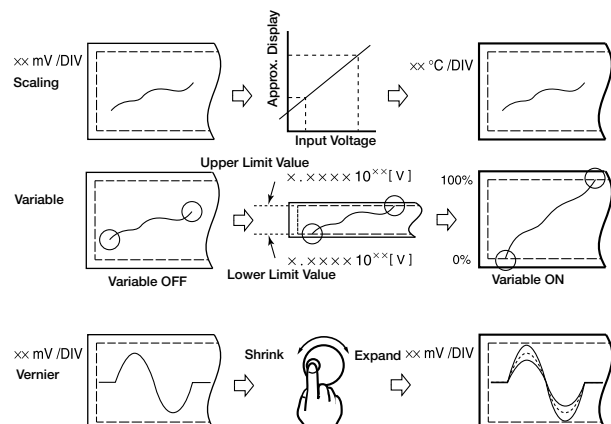 ×× mV /DIV
Scaling
Approx. Display
Input Voltage
×× °C /DIV
Variable
Variable OFF
Upper Limit Value
×.×××× 10^×× [ V ]
Lower Limit Value
×.×××× 10^×× [ V ]
100%
0%
Variable ON
×× mV /DIV
Vernier
Shrink
Expand
×× mV /DIV